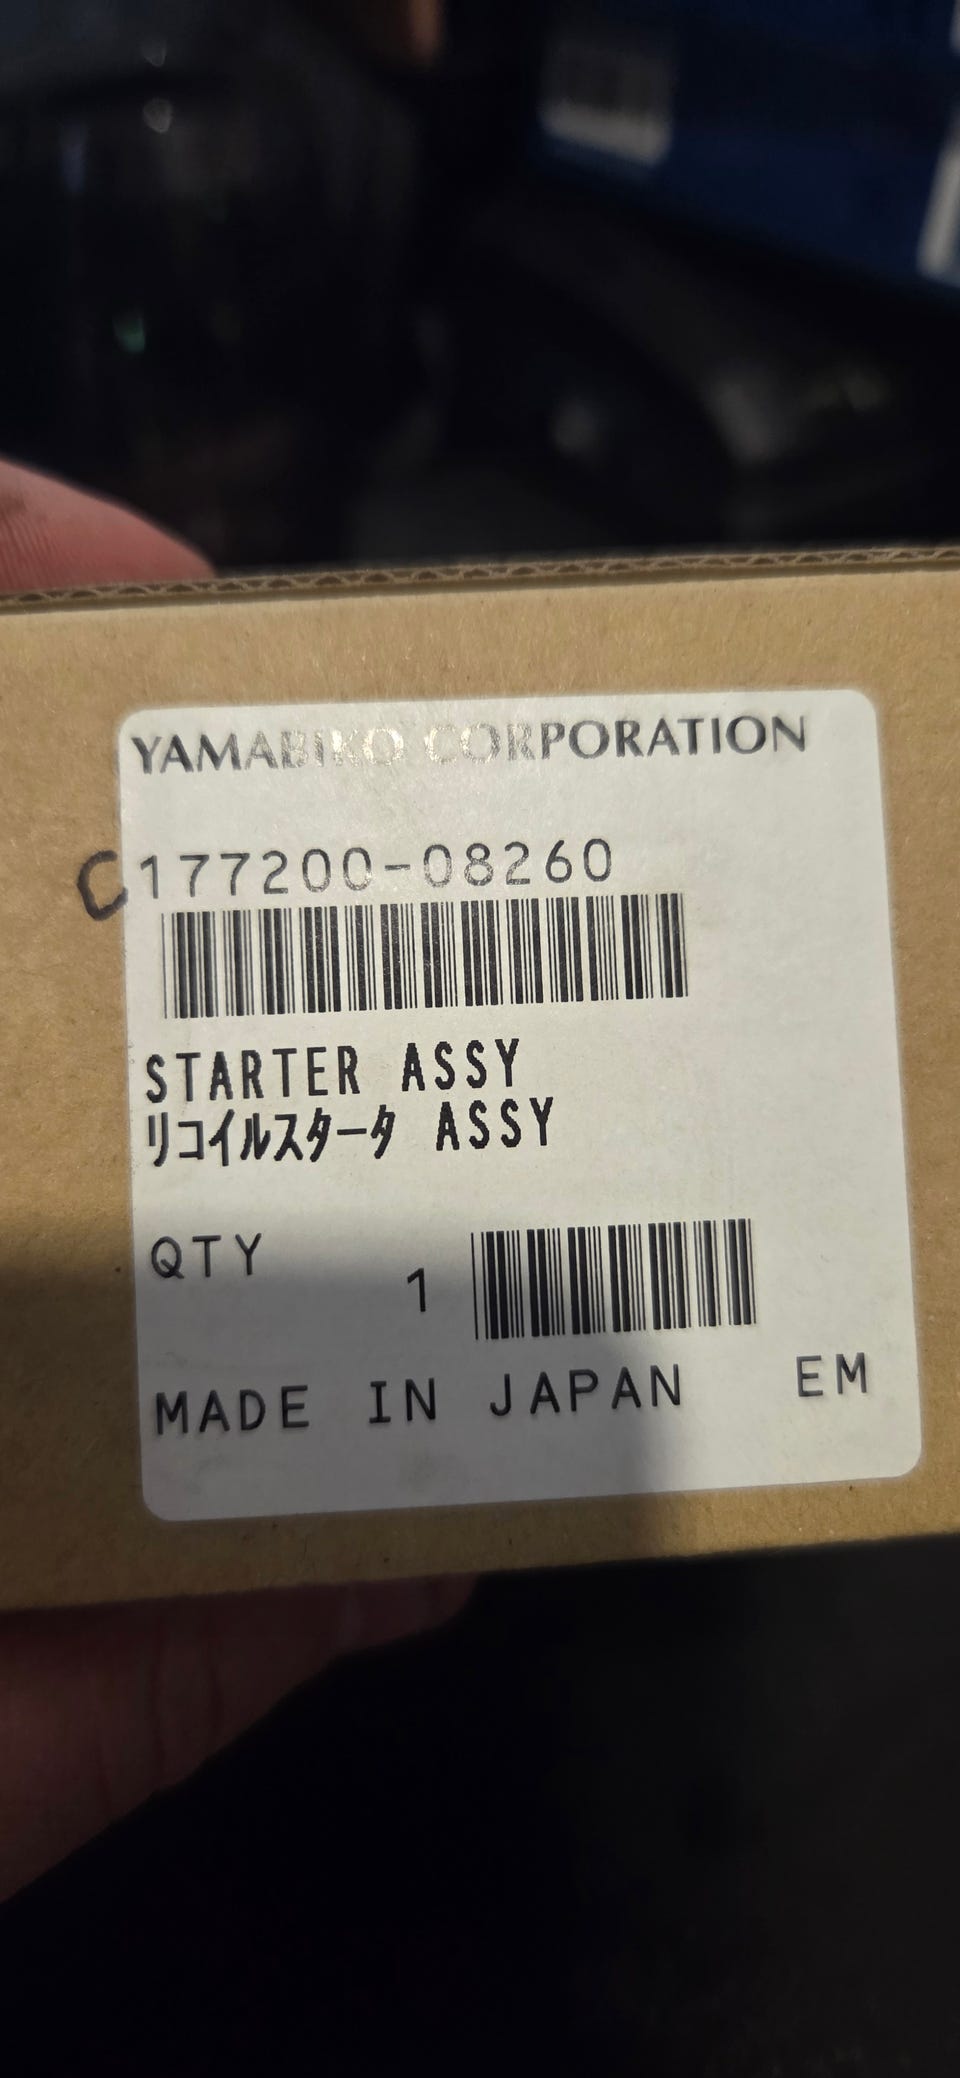 YAMABIKO CORPORATION
C177200-08260
STARTER ASSY
リコイルスタータ ASSY
QTY 1
MADE IN JAPAN EM